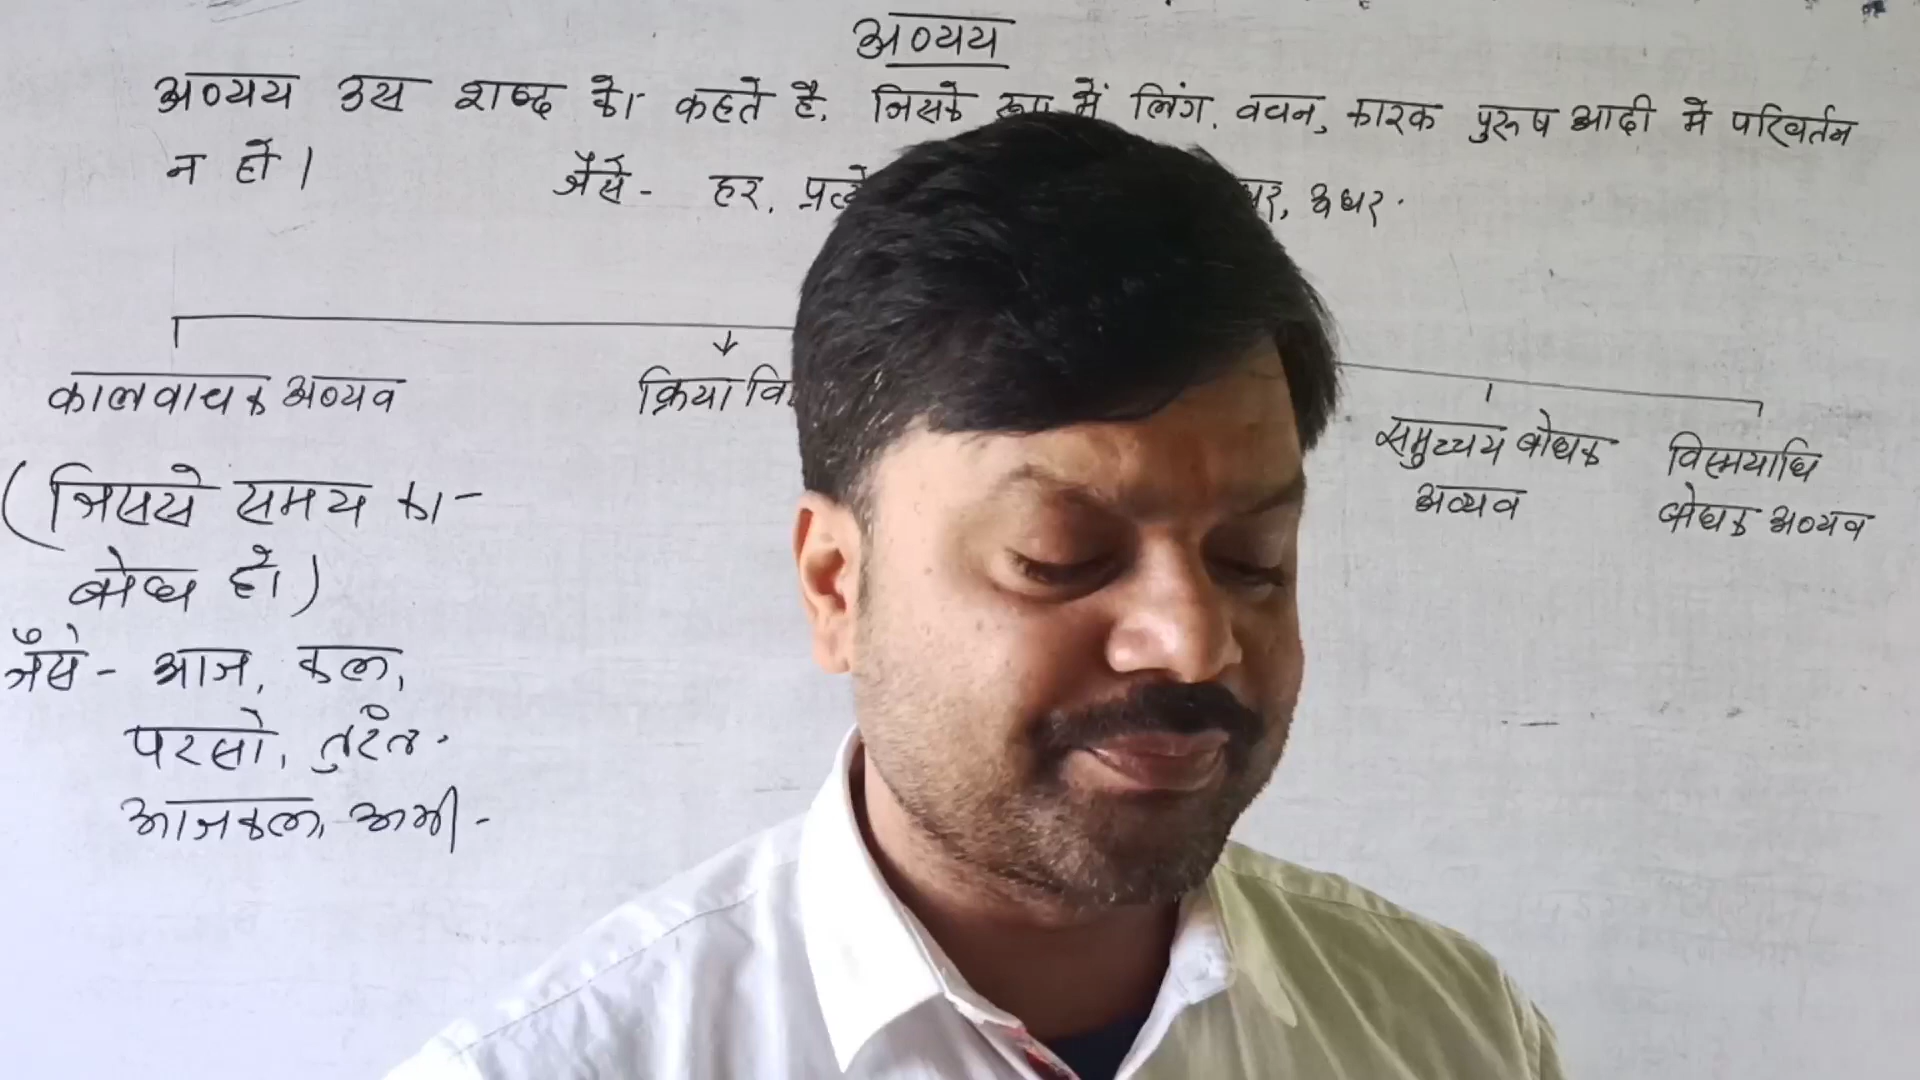 अव्यय
अव्यय उस शब्द को कहते है, जिसके रूप में लिंग, वचन, कारक पुरूष आदी मे परिवर्तन
न हो।
जैसे - हर,
कालवाचक अव्यव
क्रिया
समुच्चय बोधक
अव्यव
विस्मयाधि
बोधक अव्यव
(जिससे समय का -
बोध हो)
जैसे - आज, कल,
परसो, तुरंत.
आजकल, अभी -